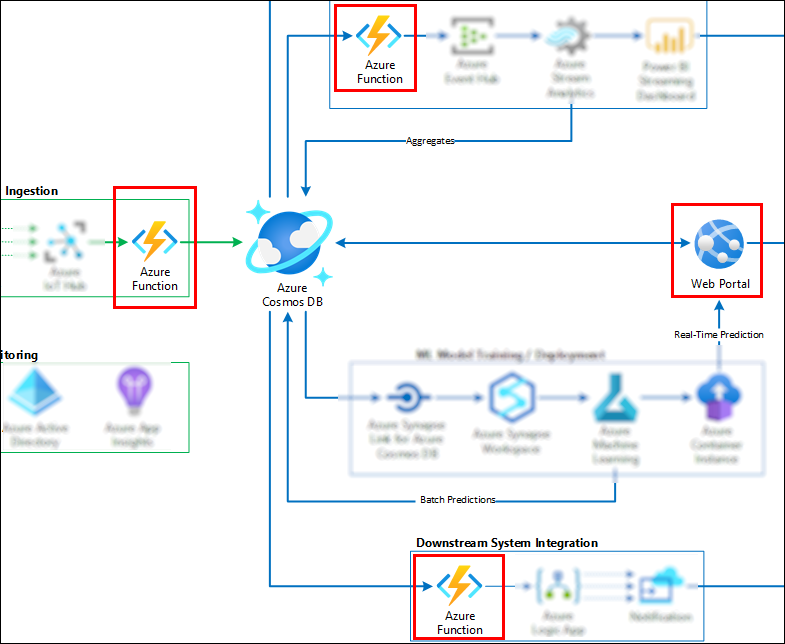 Azure
Function
Azure
Event Hub
Azure
Stream
Analytics
Power BI
Streaming
Dashboard
Aggregates
Ingestion
Azure
IoT Hub
Azure
Function
Azure
Cosmos DB
Web Portal
Real-Time Prediction
itoring
ML Model Training / Deployment
Azure Active
Directory
Azure App
Insights
Azure Synapse
Link for Azure
Cosmos DB
Azure Synapse
Workspace
Azure
Machine
Learning
Azure
Container
Instance
Batch Predictions
Downstream System Integration
Azure
Function
Azure
Logic App
Notification